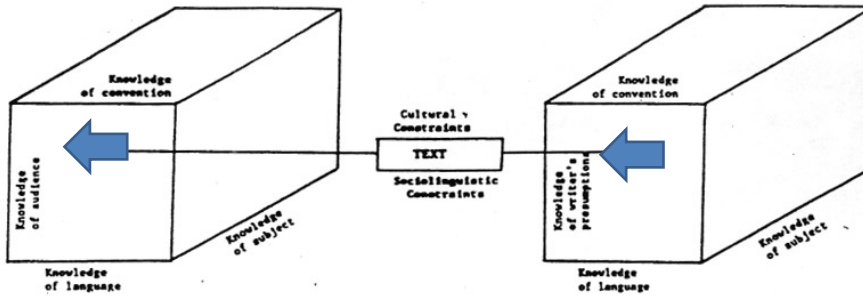 Knowledge
of convention
Knowledge
of audience
Knowledge
of subject
Knowledge
of language
Cultural
Constraints
TEXT
Sociolinguistic
Constraints
Knowledge
of convention
Knowledge
of writer's
presumptions
Knowledge
of subject
Knowledge
of language